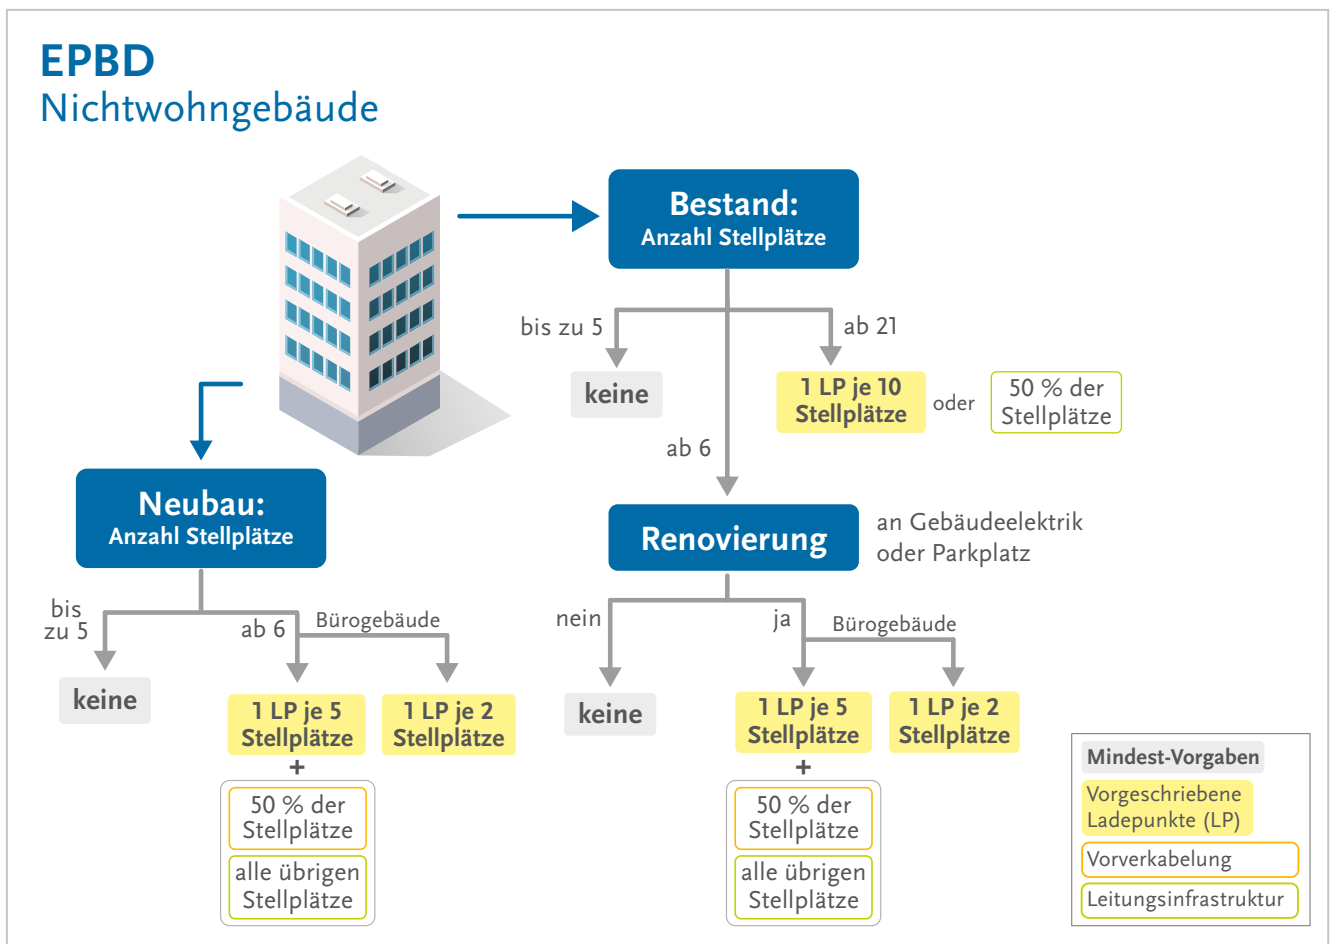 EPBD
Nichtwohngebäude
Bestand:
Anzahl Stellplätze
bis zu 5
ab 21
keine
1 LP je 10
Stellplätze
oder
50 % der
Stellplätze
ab 6
Renovierung
an Gebäudeelektrik
oder Parkplatz
nein
ja
Bürogebäude
keine
1 LP je 5
Stellplätze
1 LP je 2
Stellplätze
+
50 % der
Stellplätze
alle übrigen
Stellplätze
Neubau:
Anzahl Stellplätze
bis
zu 5
ab 6
Bürogebäude
keine
1 LP je 5
Stellplätze
1 LP je 2
Stellplätze
+
50 % der
Stellplätze
alle übrigen
Stellplätze
Mindest-Vorgaben
Vorgeschriebene
Ladepunkte (LP)
Vorverkabelung
Leitungsinfrastruktur